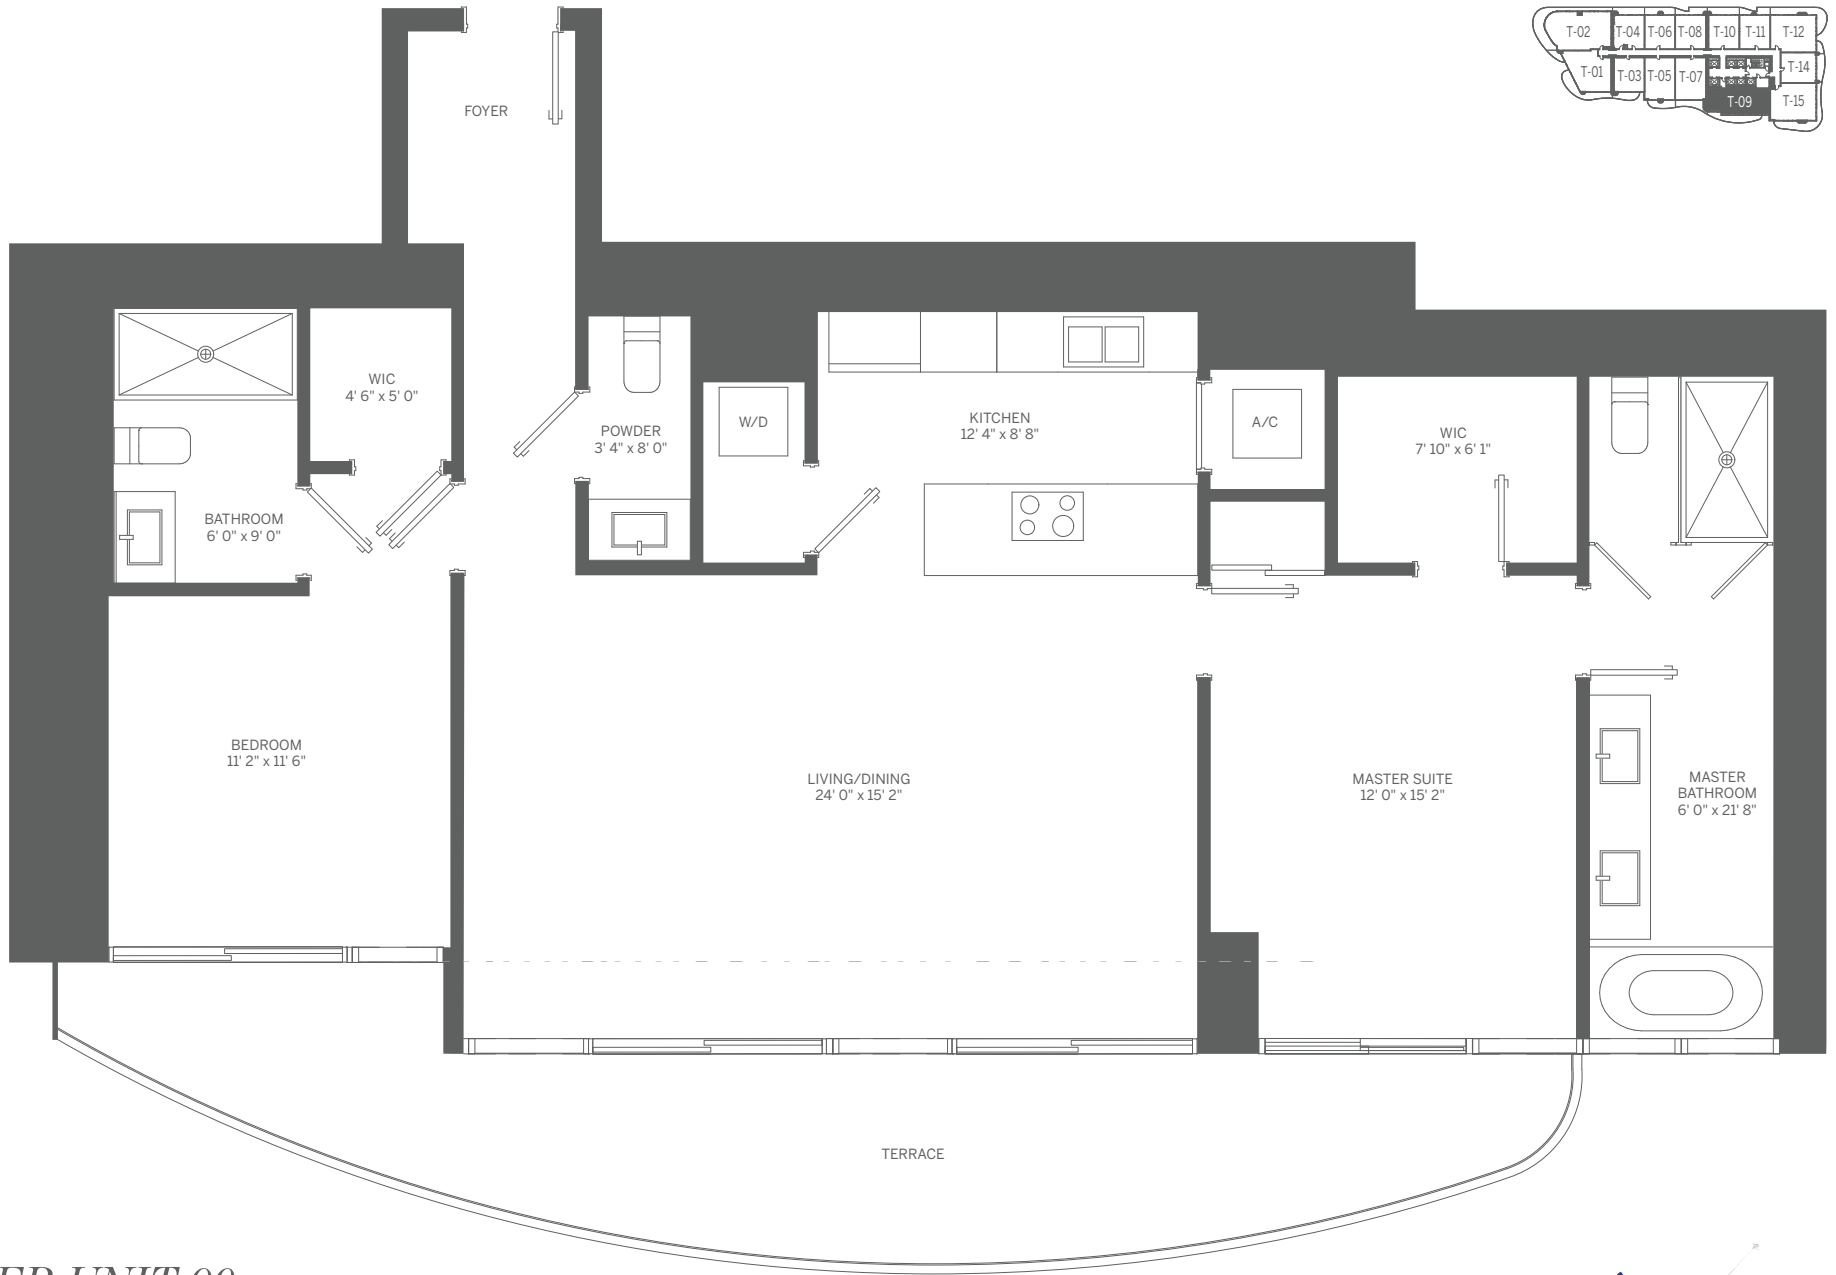 FOYER
T-02
T-04
T-06
T-08
T-10
T-11
T-12
T-01
T-03
T-05
T-07
T-14
T-09
T-15
WIC
4' 6" x 5' 0"
POWDER
3' 4" x 8' 0"
W/D
KITCHEN
12' 4" x 8' 8"
A/C
WIC
7' 10" x 6' 1"
BATHROOM
6' 0" x 9' 0"
BEDROOM
11' 2" x 11' 6"
LIVING/DINING
24' 0" x 15' 2"
MASTER SUITE
12' 0" x 15' 2"
MASTER
BATHROOM
6' 0" x 21' 8"
TERRACE
UNIT 09